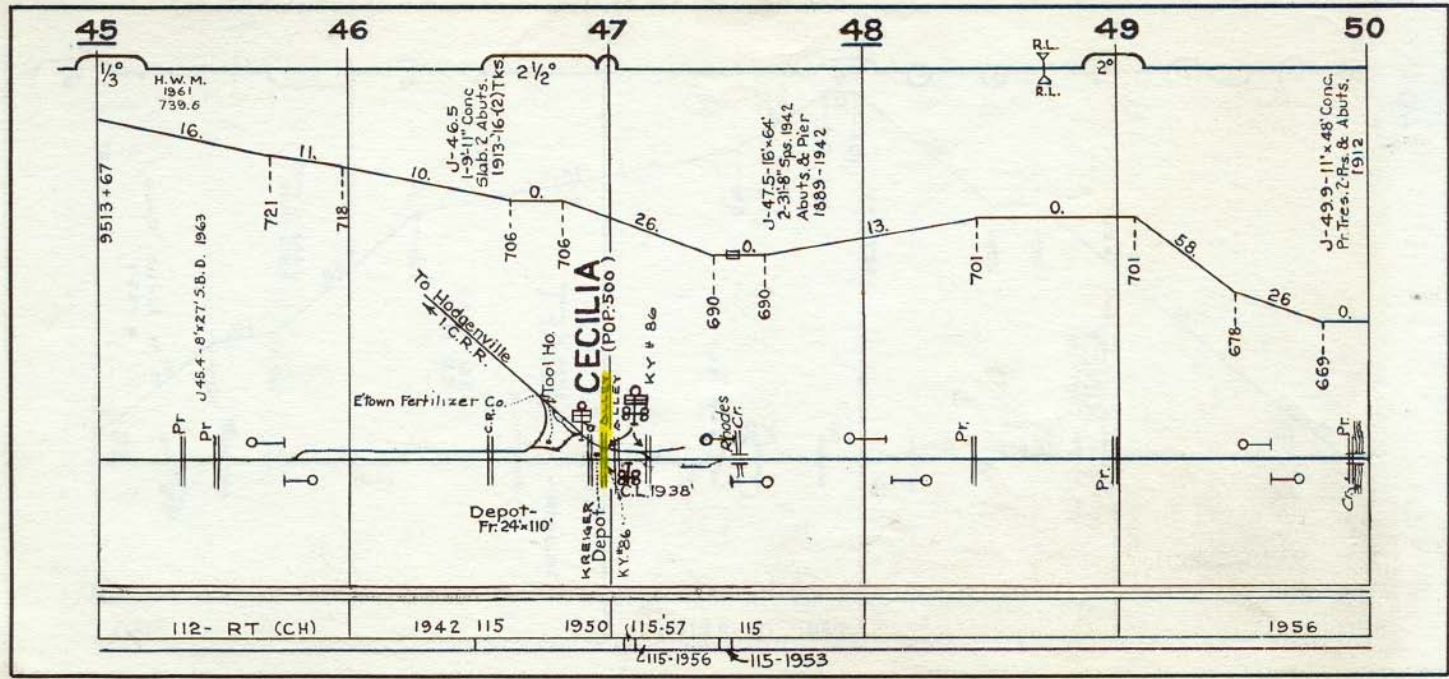 45
46
47
48
49
50
1/3°
H.W.M.
1961
739.6
2 1/2°
R.L.
R.L.
2°
J-46.5
1-9'-11" Conc
Slab. 2 Abuts.
1913-16-(2) Tks.
J-47.5-16'x64'
2-31'-8" Sps. 1942
Abuts. & Pier
1889-1942
J-49.9-11'x48' Conc.
Pr. Tres. 2-Prs. & Abuts.
1912
16.
11.
10.
0.
26.
0.
13.
0.
58.
26
0.
9513+67
721
718
706
706
690
690
701
701
678
669
J45.4-8'x27' S.B.D. 1963
To Hodgenville
I.C.R.R.
Tool Ho.
CECILIA
(POP.-500)
KY # 86
E'Town Fertilizer Co.
Pr
Pr
C.R.
ALLEY
Rhodes
Cr.
Pr.
Pr.
Pr.
Cr.
C.L. 1938'
Depot-
Fr. 24'x110'
KREIGER
Depot
KY.# 86
112- RT (CH)
1942
115
1950
115-'57
115
1956
115-1956
115-1953